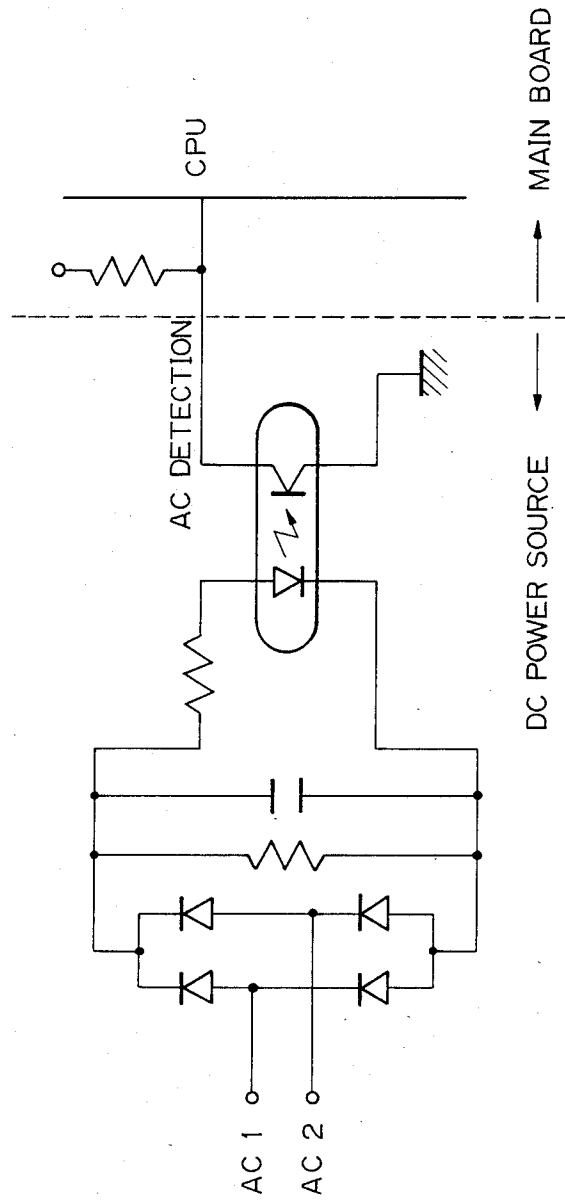 AC 1
AC 2
AC DETECTION
CPU
DC POWER SOURCE
MAIN BOARD